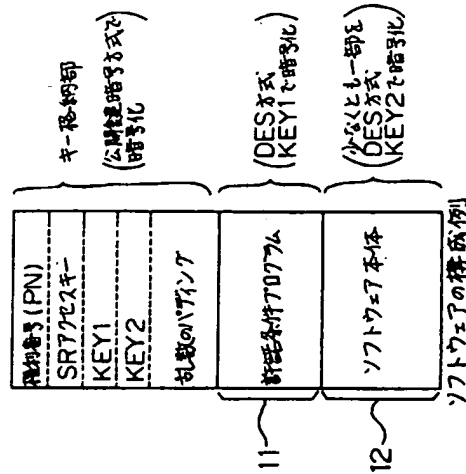 権利番号(PN)
SRアクセスキー
KEY1
KEY2
乱数のパディング
キー格納部
(公開鍵暗号方式で
暗号化)
許諾条件プログラム
(DES方式
KEY1で暗号化)
11
ソフトウェア本体
(少なくとも一部を
DES方式
KEY2で暗号化)
12
ソフトウェアの構成例